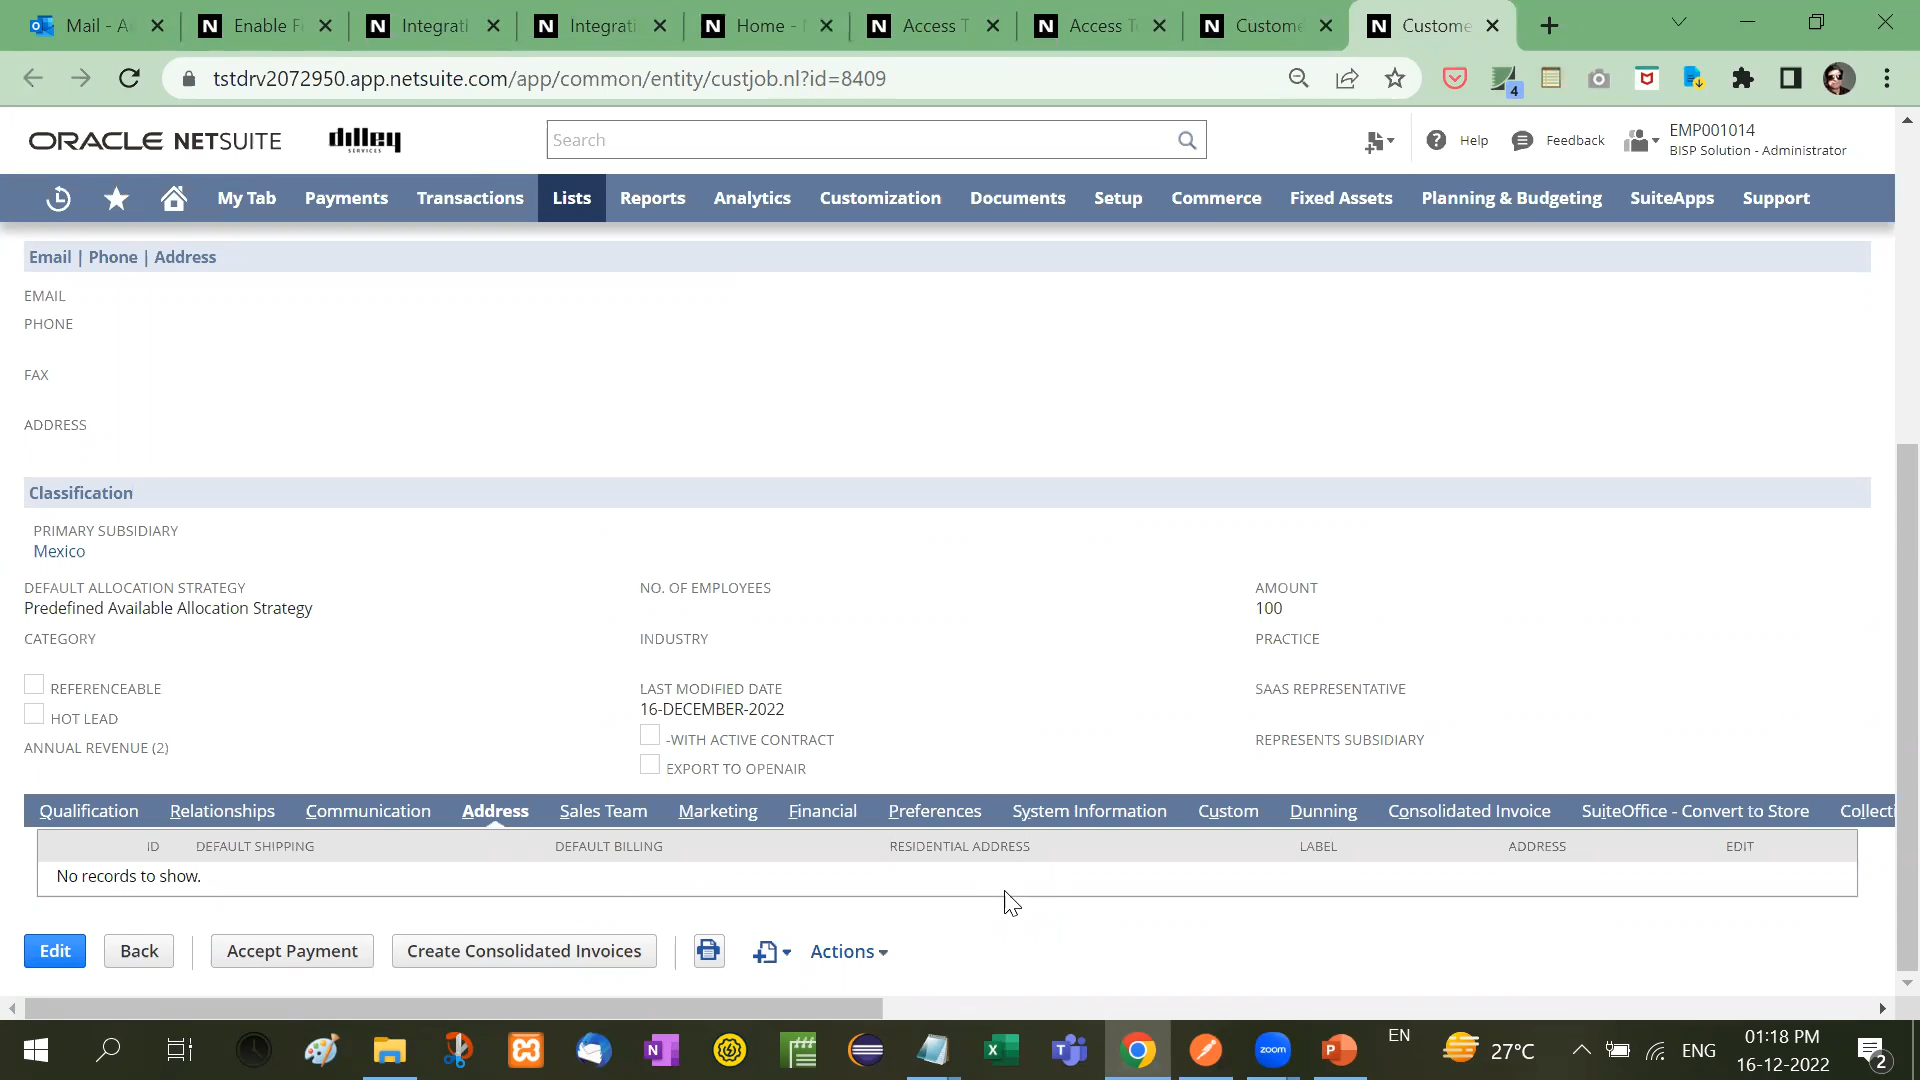 Mail - A
Enable F
Integrati
Integrati
Home -
Access T
Access To
Custome
Custome
tstdrv2072950.app.netsuite.com/app/common/entity/custjob.nl?id=8409
4
ORACLE NETSUITE
dilley
SERVICES
Search
Help
Feedback
EMP001014
BISP Solution - Administrator
My Tab
Payments
Transactions
Lists
Reports
Analytics
Customization
Documents
Setup
Commerce
Fixed Assets
Planning & Budgeting
SuiteApps
Support
Email | Phone | Address
EMAIL
PHONE
FAX
ADDRESS
Classification
PRIMARY SUBSIDIARY
Mexico
DEFAULT ALLOCATION STRATEGY
Predefined Available Allocation Strategy
NO. OF EMPLOYEES
AMOUNT
100
CATEGORY
INDUSTRY
PRACTICE
REFERENCEABLE
HOT LEAD
ANNUAL REVENUE (2)
LAST MODIFIED DATE
16-DECEMBER-2022
-WITH ACTIVE CONTRACT
EXPORT TO OPENAIR
SAAS REPRESENTATIVE
REPRESENTS SUBSIDIARY
Qualification
Relationships
Communication
Address
Sales Team
Marketing
Financial
Preferences
System Information
Custom
Dunning
Consolidated Invoice
SuiteOffice - Convert to Store
Collecti
ID
DEFAULT SHIPPING
DEFAULT BILLING
RESIDENTIAL ADDRESS
LABEL
ADDRESS
EDIT
No records to show.
Edit
Back
Accept Payment
Create Consolidated Invoices
Actions
zoom
EN
27°C
ENG
01:18 PM
16-12-2022
2